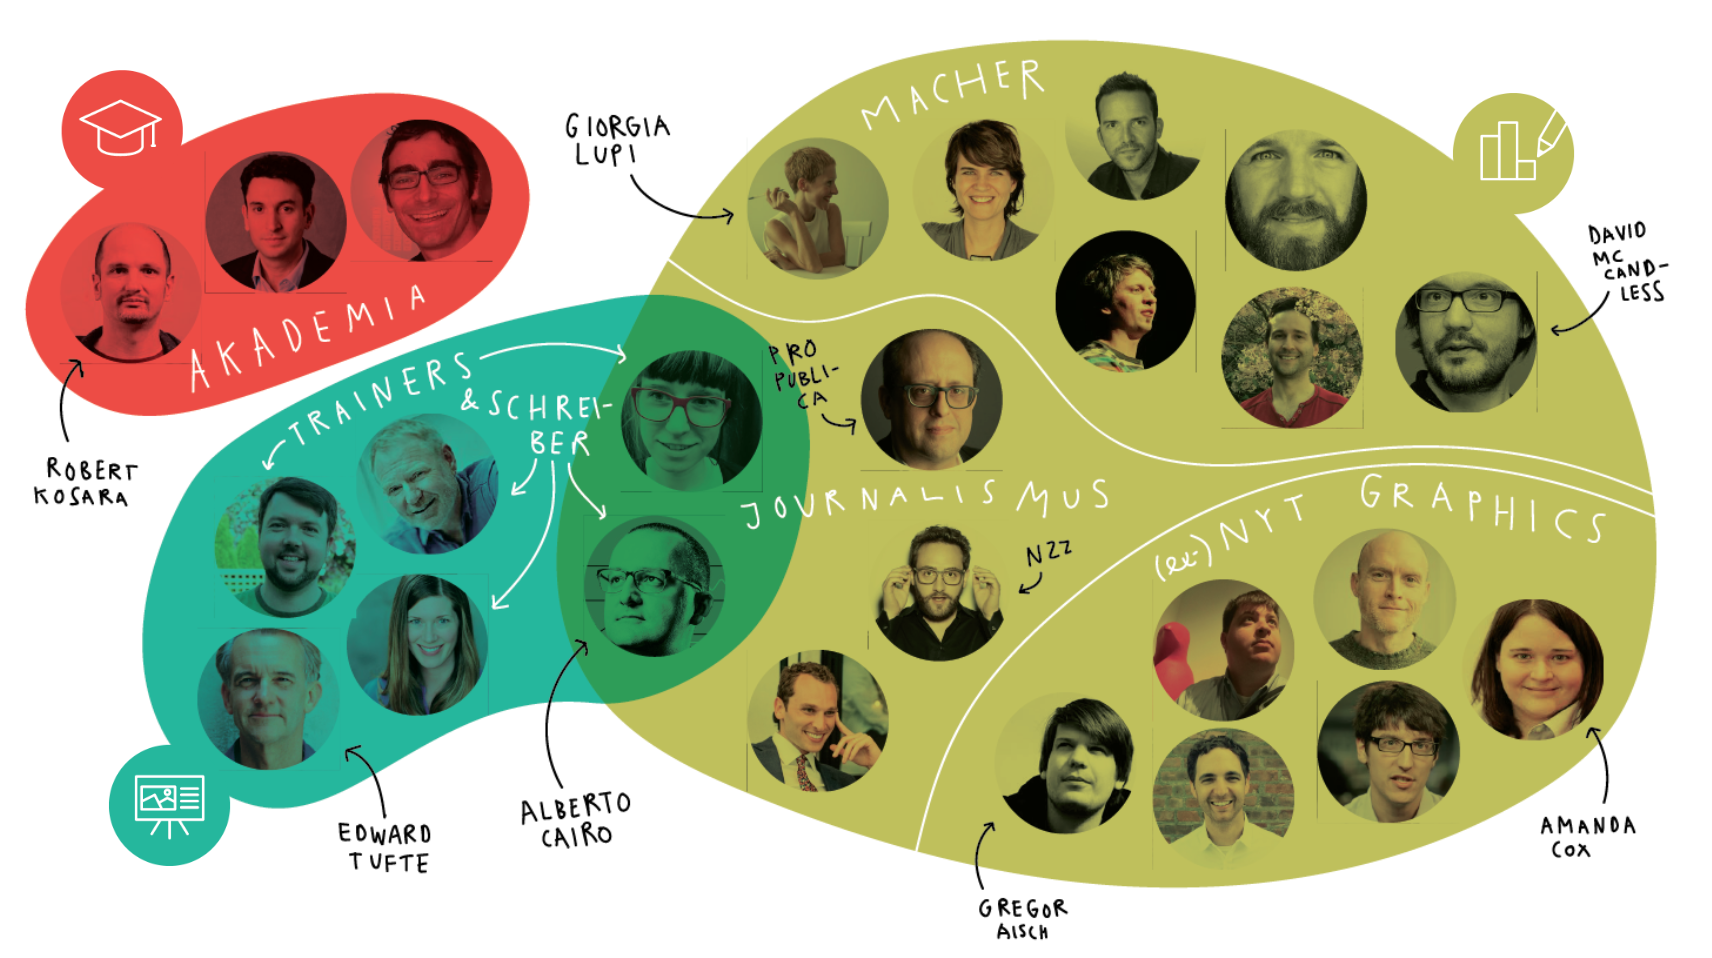 MACHER
GIORGIA
LUPI
DAVID
MC
CAND-
LESS
AKADEMIA
ROBERT
KOSARA
TRAINERS
& SCHREI-
BER
PRO
PUBLI-
CA
JOURNALISMUS
NZZ
(ex-) NYT GRAPHICS
EDWARD
TUFTE
ALBERTO
CAIRO
GREGOR
AISCH
AMANDA
COX